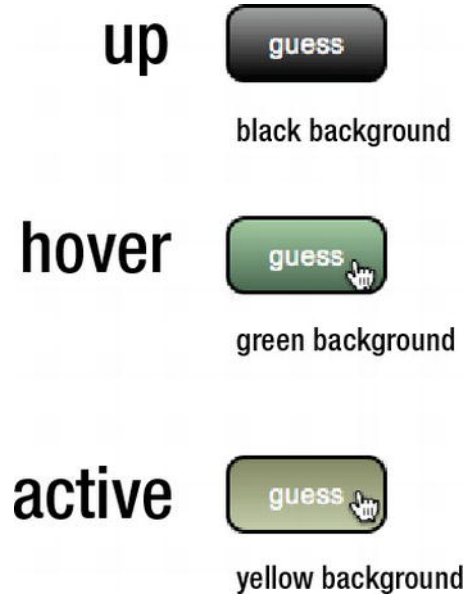 up
guess
black background
hover
guess
green background
active
guess
yellow background